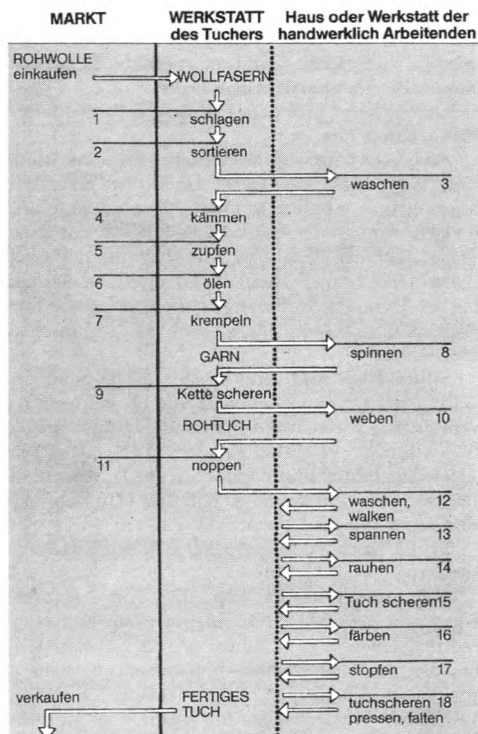 MARKT
WERKSTATT
des Tuchers
Haus oder Werkstatt der
handwerklich Arbeitenden
ROHWOLLE
einkaufen
WOLLFASERN
1 schlagen
2 sortieren
waschen 3
4 kämmen
5 zupfen
6 ölen
7 krempeln
spinnen 8
GARN
9 Kette scheren
weben 10
ROHTUCH
11 noppen
waschen, 12
walken
spannen 13
rauhen 14
Tuch scheren 15
färben 16
stopfen 17
verkaufen
FERTIGES
TUCH
tuchscheren 18
pressen, falten